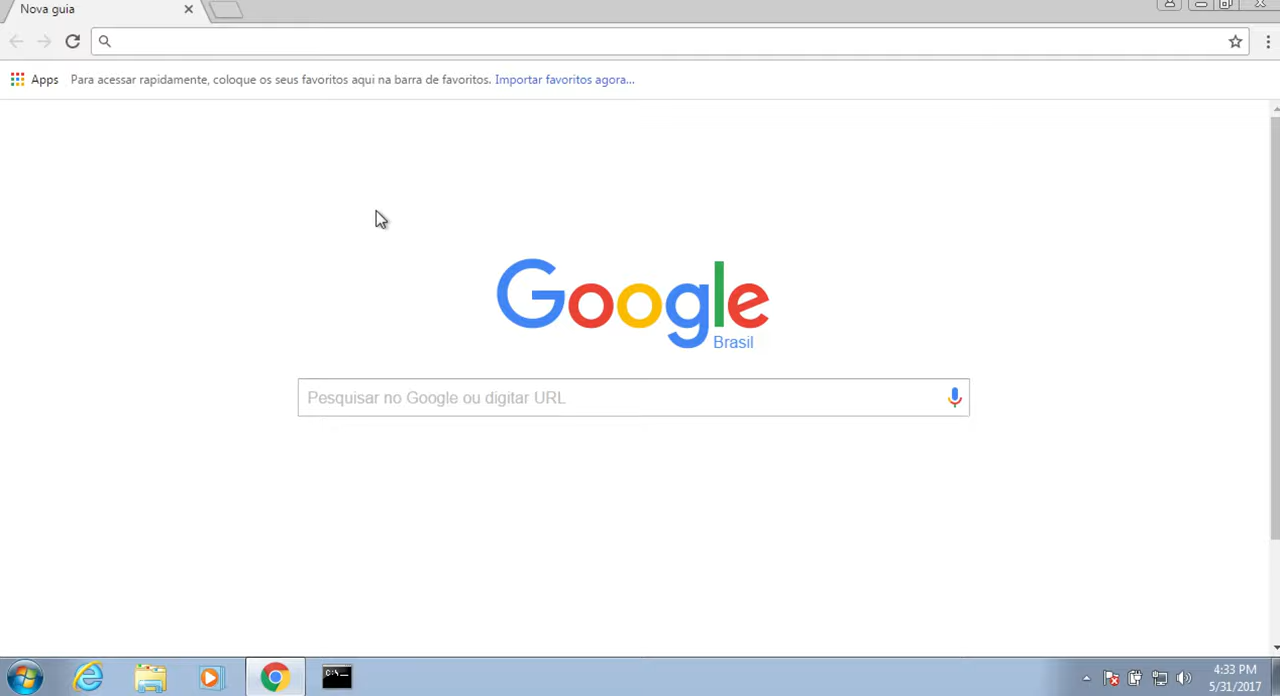 Nova guia
Apps Para acessar rapidamente, coloque os seus favoritos aqui na barra de favoritos. Importar favoritos agora...
Google
Brasil
Pesquisar no Google ou digitar URL
C:\._
4:33 PM
5/31/2017